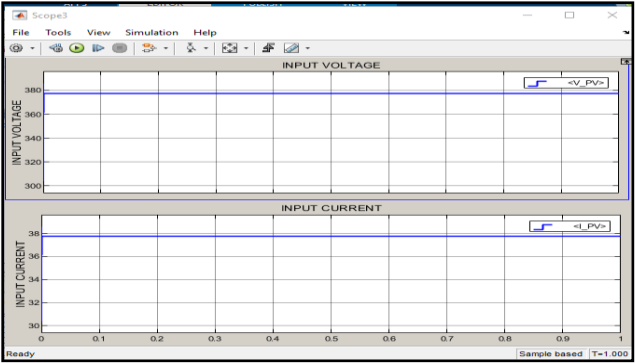 Scope3
File Tools View Simulation Help
INPUT VOLTAGE
<V_PV>
INPUT VOLTAGE
380
360
340
320
300
INPUT CURRENT
<I_PV>
INPUT CURRENT
38
36
34
32
30
0 0.1 0.2 0.3 0.4 0.5 0.6 0.7 0.8 0.9 1
Ready Sample based T=1.000